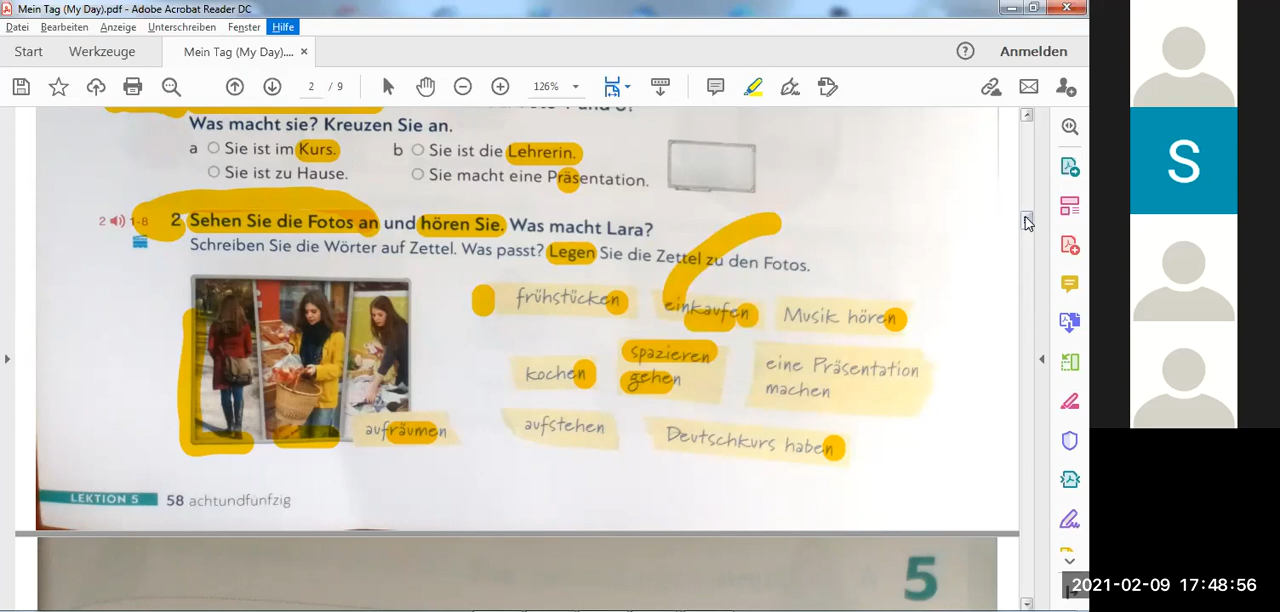 Mein Tag (My Day).pdf - Adobe Acrobat Reader DC
Datei Bearbeiten Anzeige Unterschreiben Fenster Hilfe
Start Werkzeuge Mein Tag (My Day).... × Anmelden
2 / 9 126%
Was macht sie? Kreuzen Sie an.
a Sie ist im Kurs. b Sie ist die Lehrerin.
Sie ist zu Hause. Sie macht eine Präsentation.
2 1-8 2 Sehen Sie die Fotos an und hören Sie. Was macht Lara?
Schreiben Sie die Wörter auf Zettel. Was passt? Legen Sie die Zettel zu den Fotos.
frühstücken einkaufen Musik hören
kochen spazieren gehen eine Präsentation machen
aufräumen aufstehen Deutschkurs haben
LEKTION 5 58 achtundfünfzig
5
S
2021-02-09 17:48:56